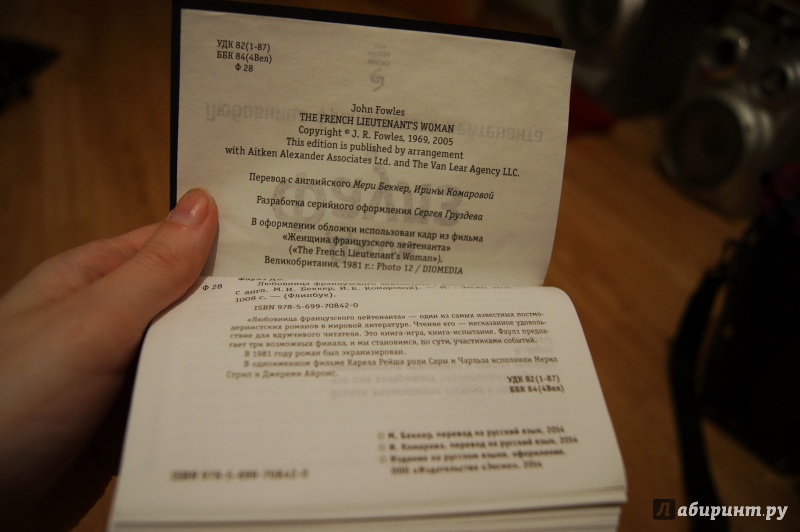 УДК 82(1-87)
ББК 84(4Вел)
Ф 28
John Fowles
THE FRENCH LIEUTENANT'S WOMAN
Copyright © J. R. Fowles, 1969, 2005
This edition is published by arrangement
with Aitken Alexander Associates Ltd. and The Van Lear Agency LLC.
Перевод с английского Мери Беккер, Ирины Комаровой
Разработка серийного оформления Сергея Груздева
В оформлении обложки использован кадр из фильма
«Женщина французского лейтенанта»
(«The French Lieutenant's Woman»),
Великобритания, 1981 г.: Photo 12 / DIOMEDIA
Ф 28
Любовница французского
с англ. М. И. Беккер, И. Б. Комаровой].
1008 с. — (Флипбук).
ISBN 978-5-699-70842-0
«Любовница французского лейтенанта» — один из самых известных постмо-
дернистских романов в мировой литературе. Чтение его — несказанное удоволь-
ствие для вдумчивого читателя. Это книга-игра, книга-испытание. Фаулз предла-
гает три возможных финала, и мы становимся, по сути, участниками событий.
В 1981 году роман был экранизирован.
В одноименном фильме Карела Рейша роли Сары и Чарльза исполнили Мерил
Стрип и Джереми Айронс.
УДК 82(1-87)
ББК 84(4Вел)
© М. Беккер, перевод на русский язык, 2014
© И. Комарова, перевод на русский язык, 2014
© Издание на русском языке, оформление.
ООО «Издательство «Эксмо», 2014
ISBN 978-5-699-70842-0
Лабиринт.ру